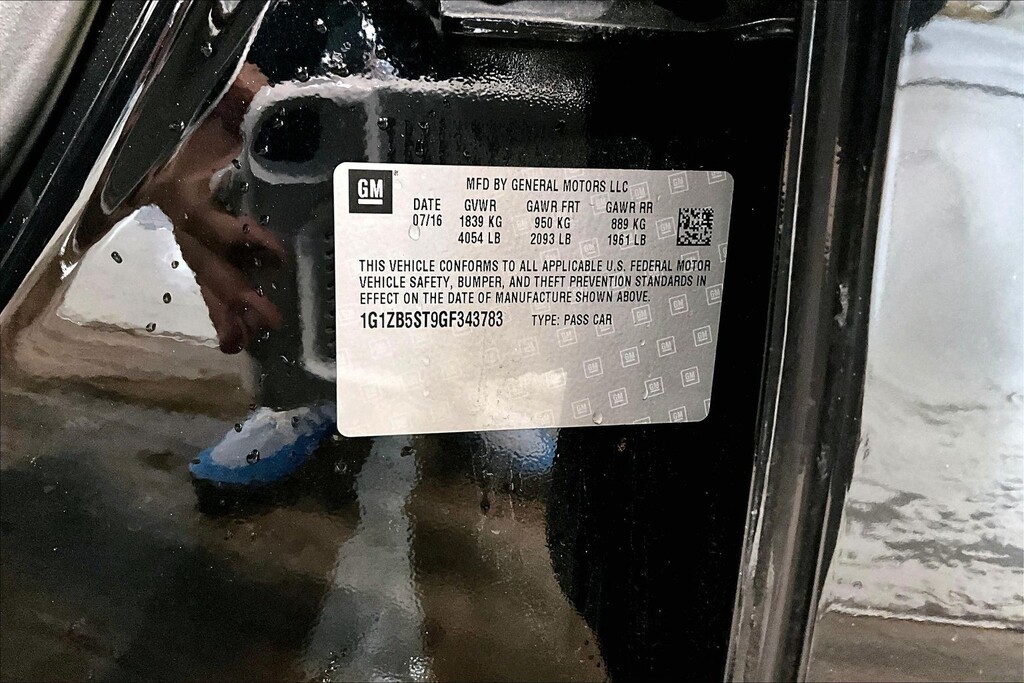 GM
MFD BY GENERAL MOTORS LLC
DATE GVWR GAWR FRT GAWR RR
07/16 1839 KG 950 KG 889 KG
4054 LB 2093 LB 1961 LB
THIS VEHICLE CONFORMS TO ALL APPLICABLE U.S. FEDERAL MOTOR
VEHICLE SAFETY, BUMPER, AND THEFT PREVENTION STANDARDS IN
EFFECT ON THE DATE OF MANUFACTURE SHOWN ABOVE.
1G1ZB5ST9GF343783 TYPE: PASS CAR